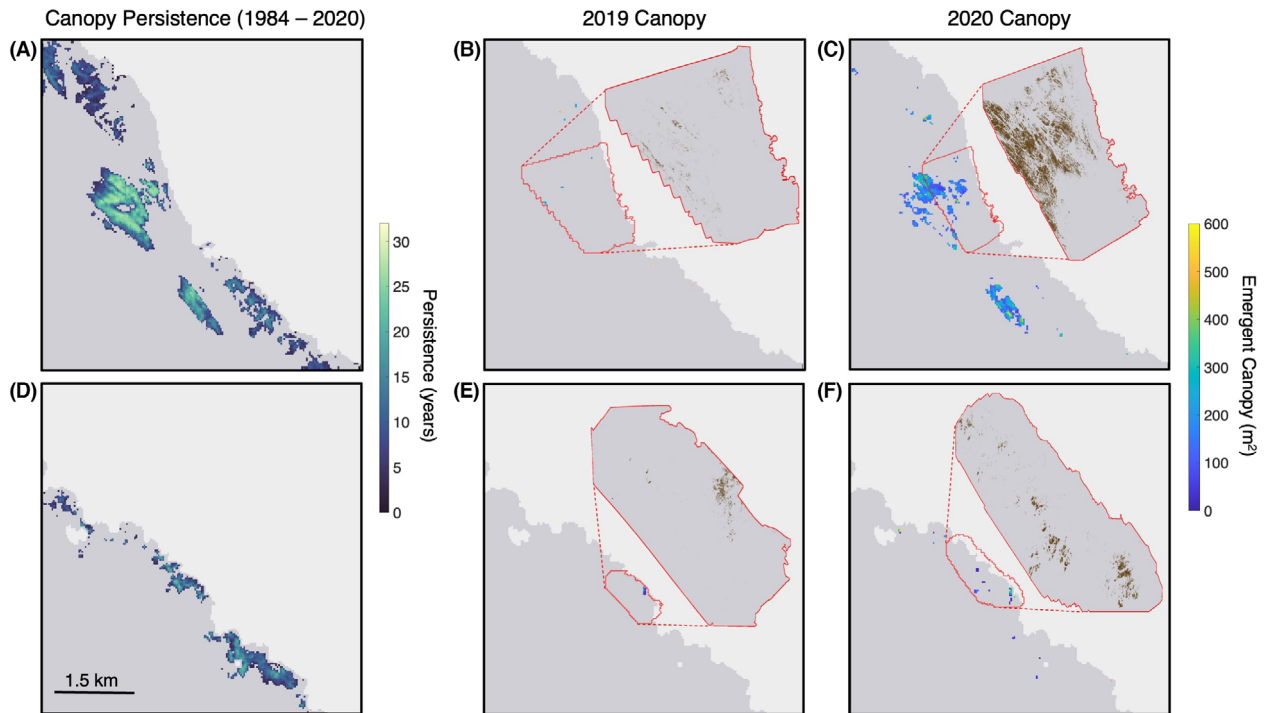 Canopy Persistence (1984 – 2020)
2019 Canopy
2020 Canopy
(A)
(B)
(C)
30
25
20
15
10
5
0
Persistence (years)
600
500
400
300
200
100
0
Emergent Canopy (m²)
(D)
(E)
(F)
1.5 km